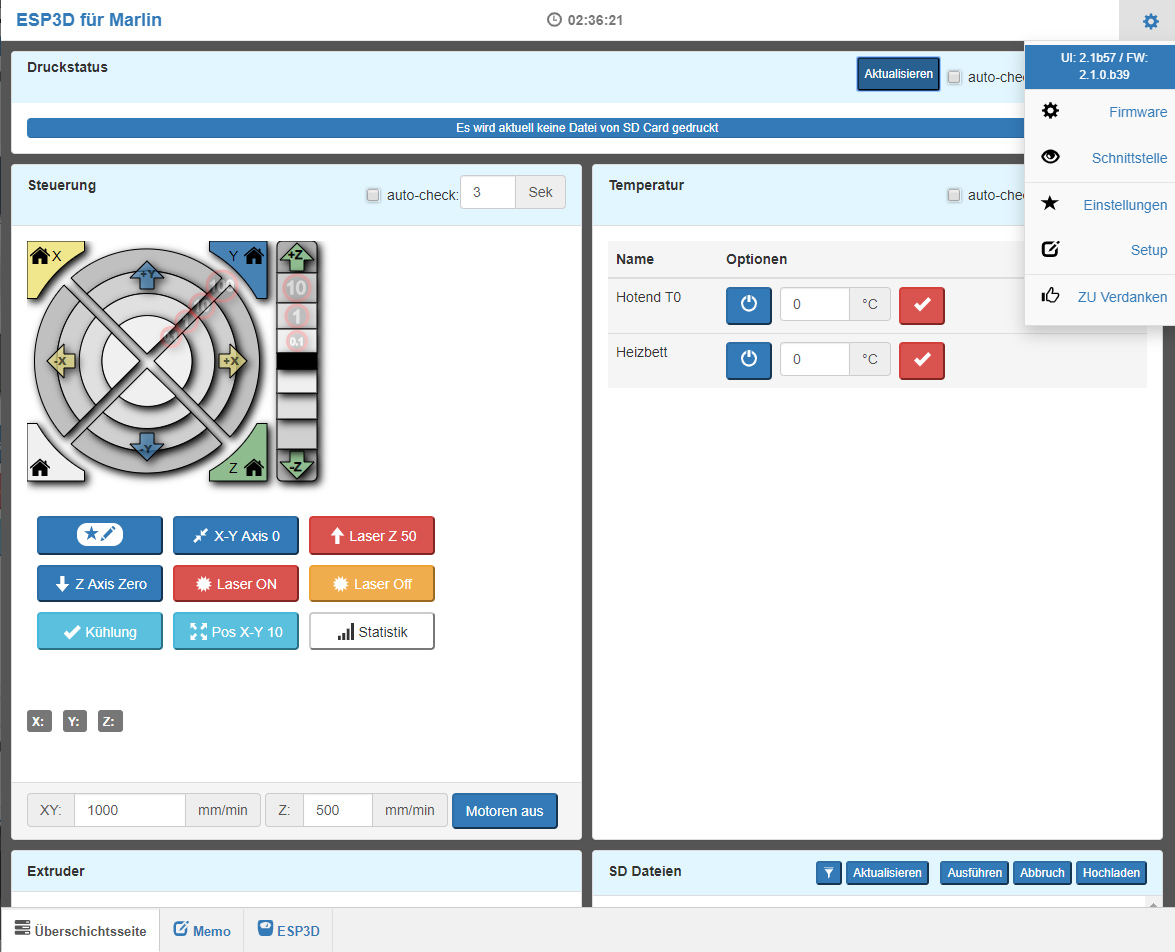 ESP3D für Marlin
02:36:21
UI: 2.1b57 / FW:
2.1.0.b39
Firmware
Schnittstelle
Einstellungen
Setup
ZU Verdanken
Druckstatus
Aktualisieren
auto-che
Es wird aktuell keine Datei von SD Card gedruckt
Steuerung
auto-check:
3
Sek
X
Y
+Y
-X
+X
-Y
Z
+Z
10
1
0.1
-Z
X-Y Axis 0
Laser Z 50
Z Axis Zero
Laser ON
Laser Off
Kühlung
Pos X-Y 10
Statistik
X:
Y:
Z:
XY:
1000
mm/min
Z:
500
mm/min
Motoren aus
Temperatur
auto-che
Name
Optionen
Hotend T0
0
°C
Heizbett
0
°C
Extruder
SD Dateien
Aktualisieren
Ausführen
Abbruch
Hochladen
Überschichtsseite
Memo
ESP3D